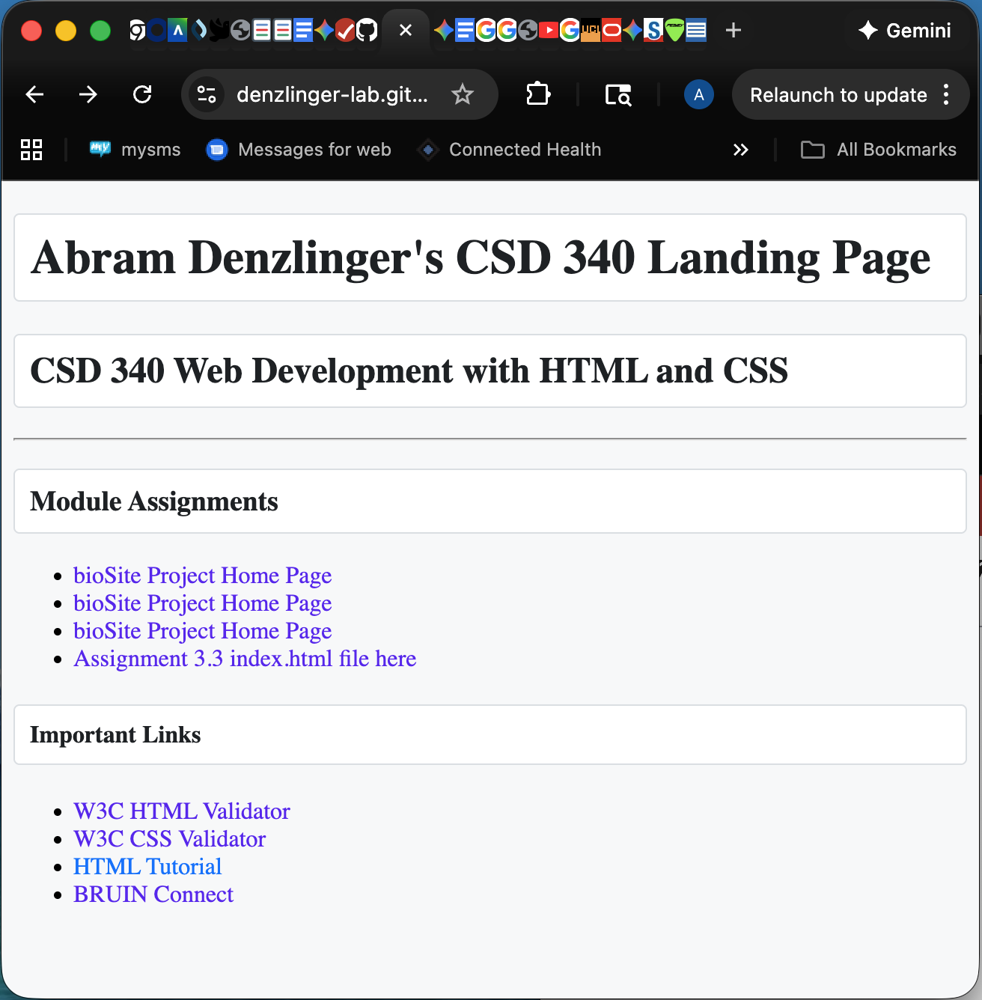 Gemini
denzlinger-lab.git...
A
Relaunch to update
mysms
Messages for web
Connected Health
All Bookmarks
Abram Denzlinger's CSD 340 Landing Page
CSD 340 Web Development with HTML and CSS
Module Assignments
bioSite Project Home Page
bioSite Project Home Page
bioSite Project Home Page
Assignment 3.3 index.html file here
Important Links
W3C HTML Validator
W3C CSS Validator
HTML Tutorial
BRUIN Connect